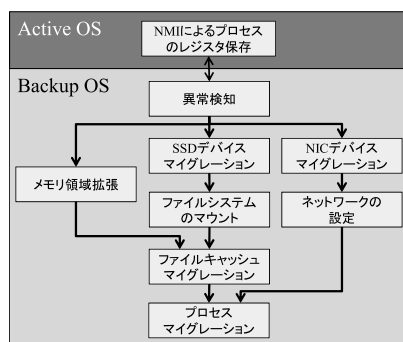 Active OS
NMIによるプロセス
のレジスタ保存
Backup OS
異常検知
SSDデバイス
マイグレーション
NICデバイス
マイグレーション
メモリ領域拡張
ファイルシステム
のマウント
ネットワークの
設定
ファイルキャッシュ
マイグレーション
プロセス
マイグレーション